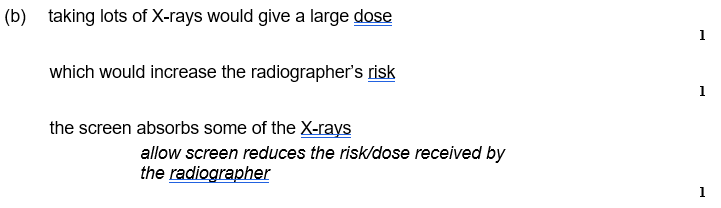 (b) taking lots of X-rays would give a large dose
1
which would increase the radiographer's risk
1
the screen absorbs some of the X-rays
allow screen reduces the risk/dose received by
the radiographer
1